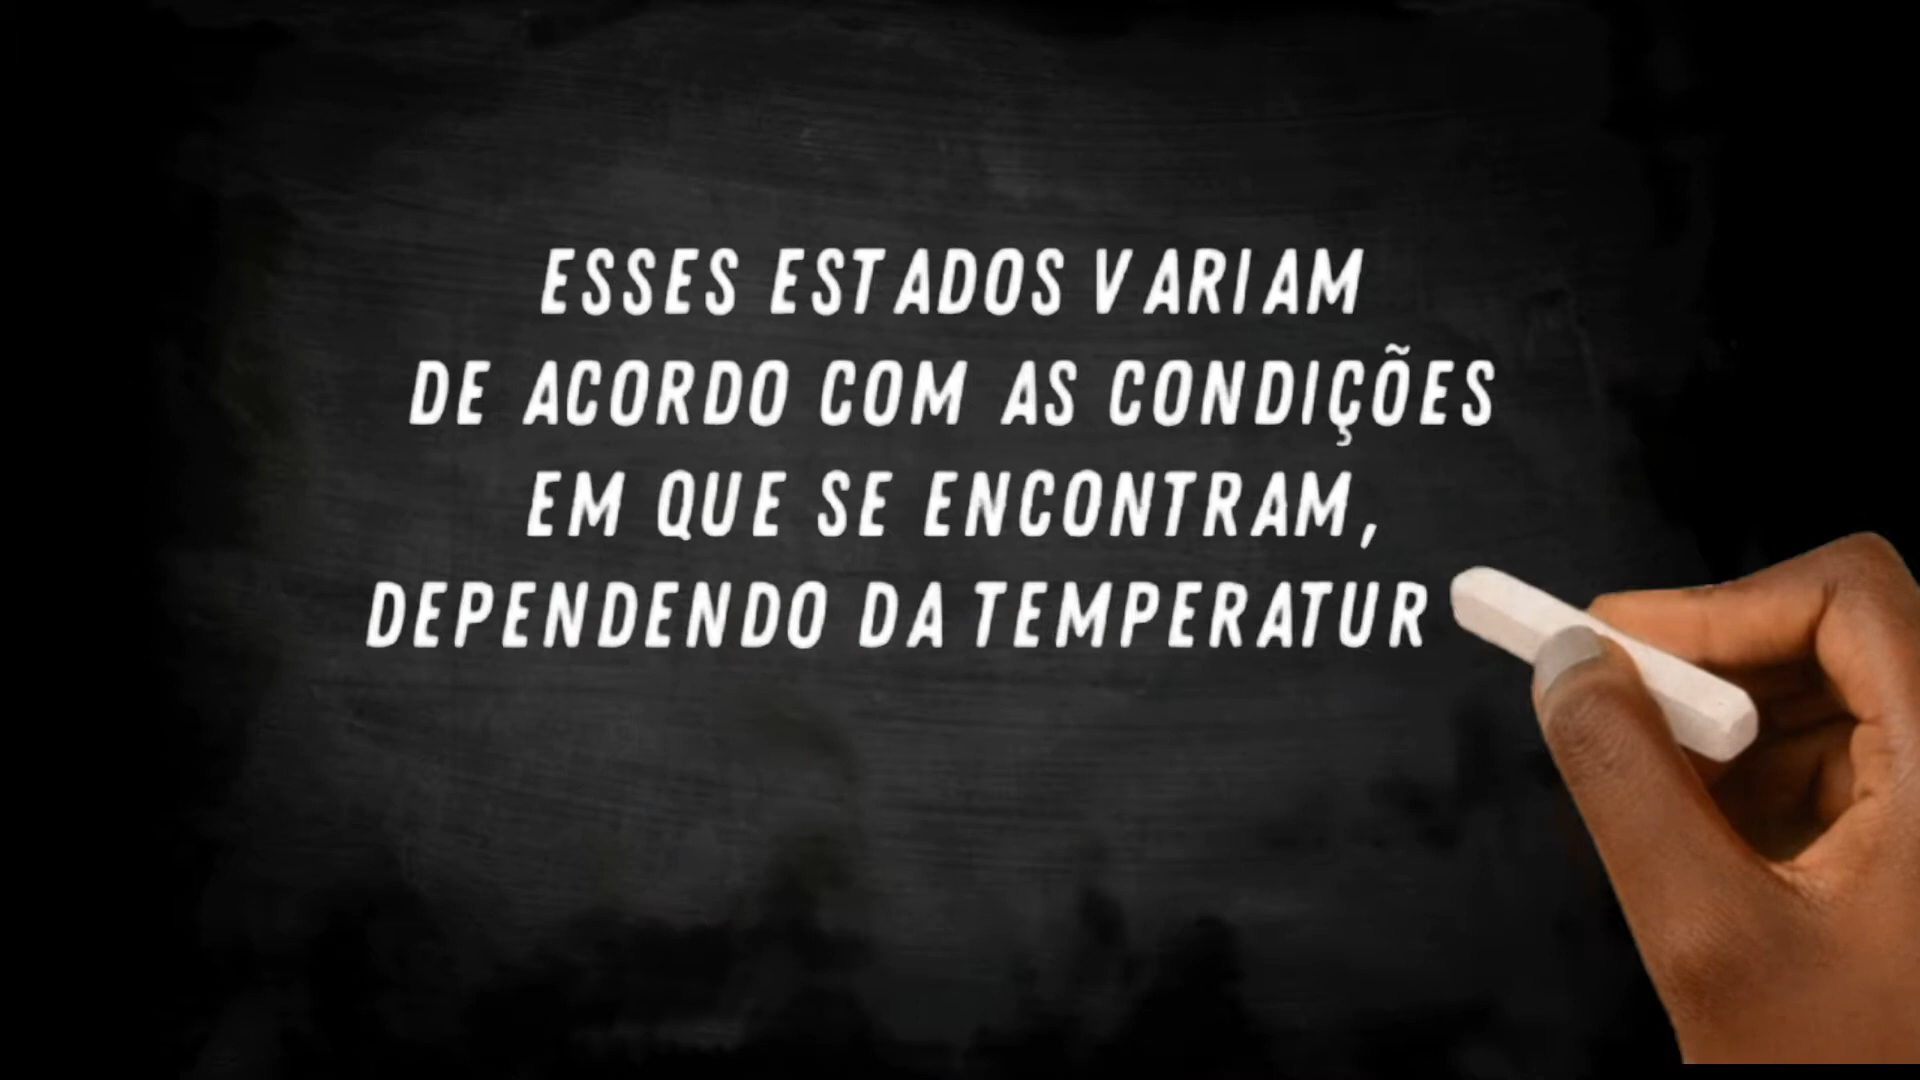 ESSES ESTADOS VARIAM
DE ACORDO COM AS CONDIÇÕES
EM QUE SE ENCONTRAM,
DEPENDENDO DA TEMPERATUR